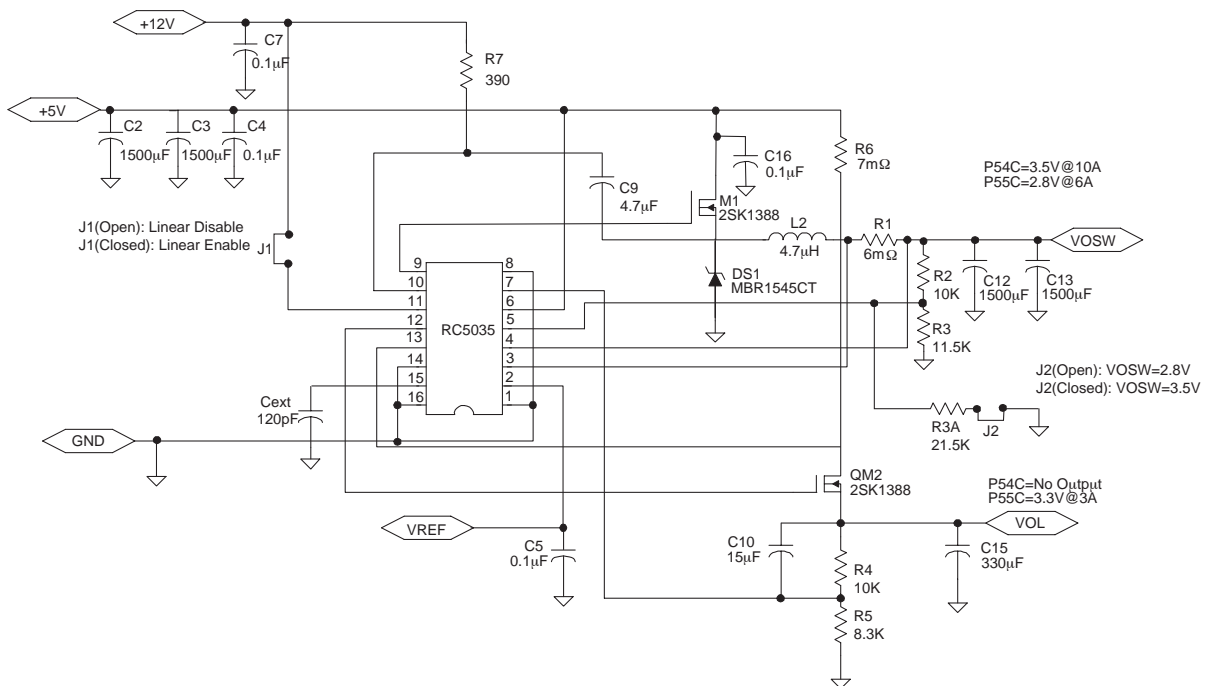 +12V
C7
0.1µF
R7
390
+5V
C2
1500µF
C3
1500µF
C4
0.1µF
C16
0.1µF
R6
7mΩ
P54C=3.5V@10A
P55C=2.8V@6A
C9
4.7µF
M1
2SK1388
J1(Open): Linear Disable
J1(Closed): Linear Enable
J1
L2
4.7µH
R1
6mΩ
VOSW
DS1
MBR1545CT
R2
10K
C12
1500µF
C13
1500µF
9
10
11
12
13
14
15
16
RC5035
8
7
6
5
4
3
2
1
R3
11.5K
J2(Open): VOSW=2.8V
J2(Closed): VOSW=3.5V
Cext
120pF
R3A
21.5K
J2
GND
QM2
2SK1388
P54C=No Output
P55C=3.3V@3A
VREF
VOL
C5
0.1µF
C10
15µF
R4
10K
C15
330µF
R5
8.3K